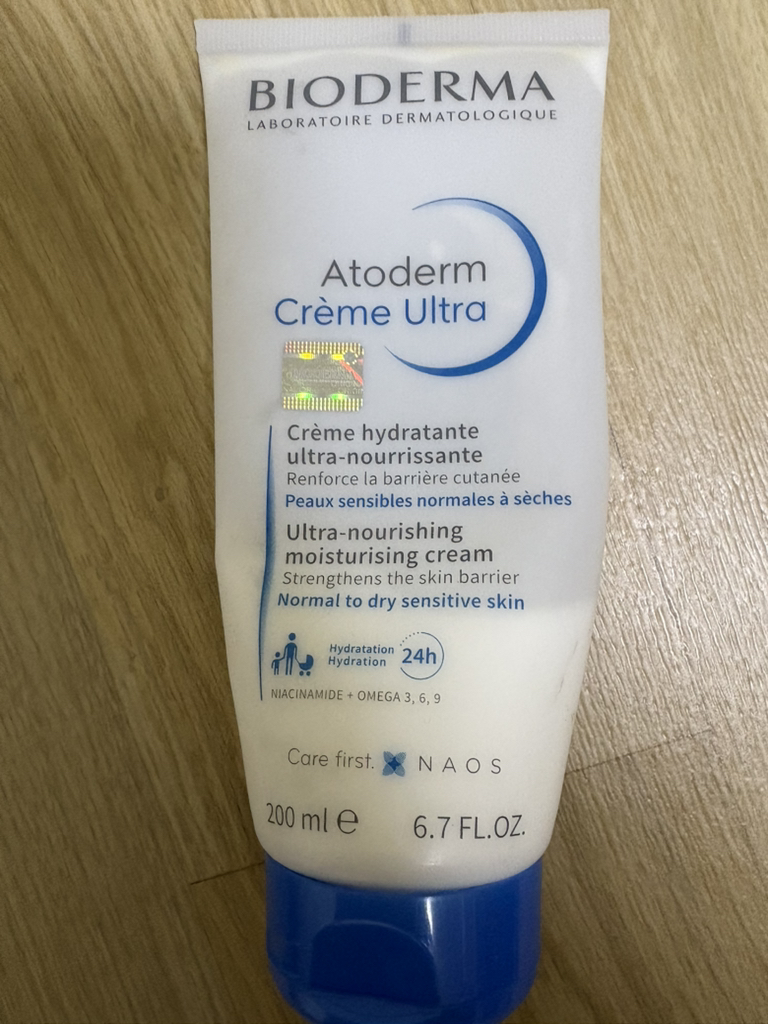 BIODERMA
LABORATOIRE DERMATOLOGIQUE
Atoderm
Crème Ultra
Crème hydratante
ultra-nourrissante
Renforce la barrière cutanée
Peaux sensibles normales à sèches
Ultra-nourishing
moisturising cream
Strengthens the skin barrier
Normal to dry sensitive skin
Hydratation
Hydration
24h
NIACINAMIDE + OMEGA 3, 6, 9
Care first. NAOS
200 ml ℮ 6.7 FL.OZ.